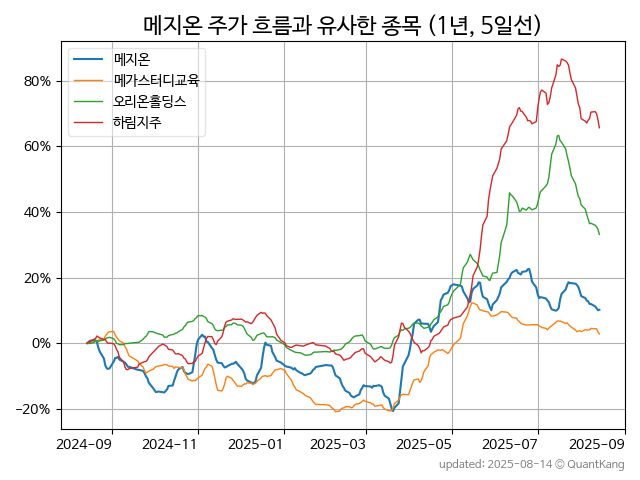 메지온 주가 흐름과 유사한 종목 (1년, 5일선)
메지온
메가스터디교육
오리온홀딩스
하림지주
80%
60%
40%
20%
0%
−20%
2024-09 2024-11 2025-01 2025-03 2025-05 2025-07 2025-09
updated: 2025-08-14 © QuantKang